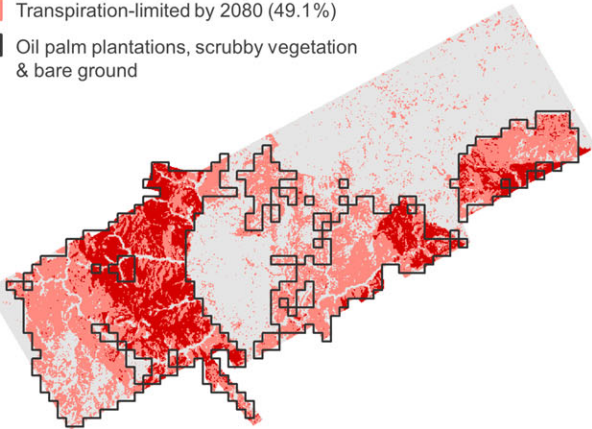 Transpiration-limited by 2080 (49.1%)
Oil palm plantations, scrubby vegetation
& bare ground